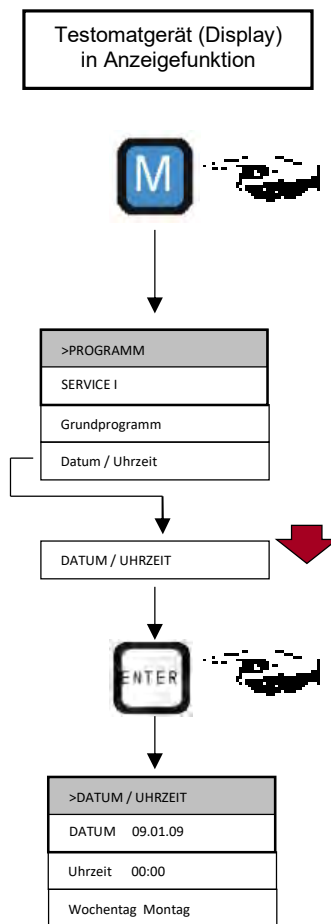 Testomatgerät (Display)
in Anzeigefunktion
M
>PROGRAMM
SERVICE I
Grundprogramm
Datum / Uhrzeit
DATUM / UHRZEIT
ENTER
>DATUM / UHRZEIT
DATUM 09.01.09
Uhrzeit 00:00
Wochentag Montag